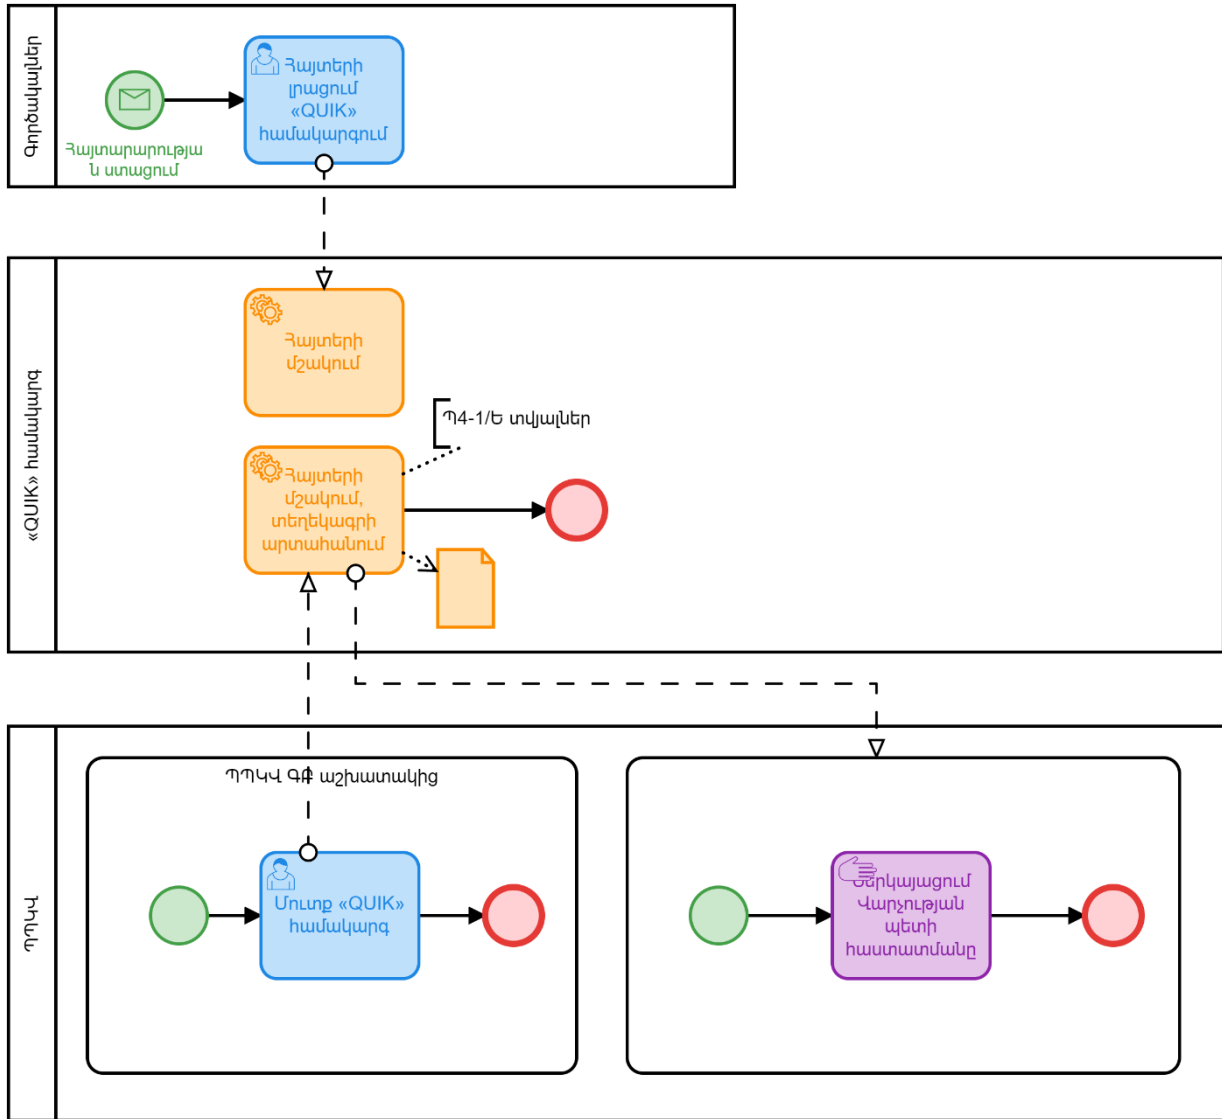 Գործակալներ
Հայտարարությա
ն ստացում
Հայտերի
լրացում
«QUIK»
համակարգում
«QUIK» համակարգ
Հայտերի
մշակում
Պ4-1/Ե տվյալներ
Հայտերի
մշակում,
տեղեկագրի
արտահանում
ՊՊԿՎ
ՊՊԿՎ ԳԲ աշխատակից
Մուտք «QUIK»
համակարգ
Ներկայացում
Վարչության
պետի
հաստատմանը